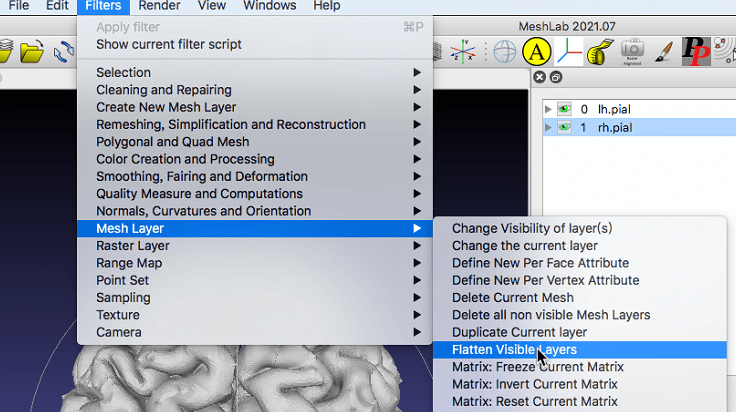 File Edit Filters Render View Windows Help
MeshLab 2021.07
Apply filter ⌘P
Show current filter script
A
PP
Selection
Cleaning and Repairing
Create New Mesh Layer
Remeshing, Simplification and Reconstruction
Polygonal and Quad Mesh
Color Creation and Processing
Smoothing, Fairing and Deformation
Quality Measure and Computations
Normals, Curvatures and Orientation
Mesh Layer
Raster Layer
Range Map
Point Set
Sampling
Texture
Camera
0 lh.pial
1 rh.pial
Change Visibility of layer(s)
Change the current layer
Define New Per Face Attribute
Define New Per Vertex Attribute
Delete Current Mesh
Delete all non visible Mesh Layers
Duplicate Current layer
Flatten Visible Layers
Matrix: Freeze Current Matrix
Matrix: Invert Current Matrix
Matrix: Reset Current Matrix